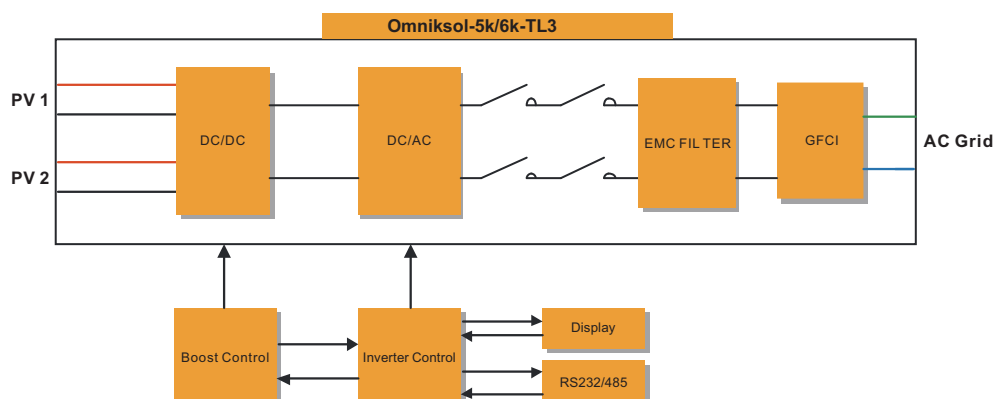 Omniksol-5k/6k-TL3
PV 1
PV 2
DC/DC
DC/AC
EMC FIL TER
GFCI
AC Grid
Boost Control
Inverter Control
Display
RS232/485